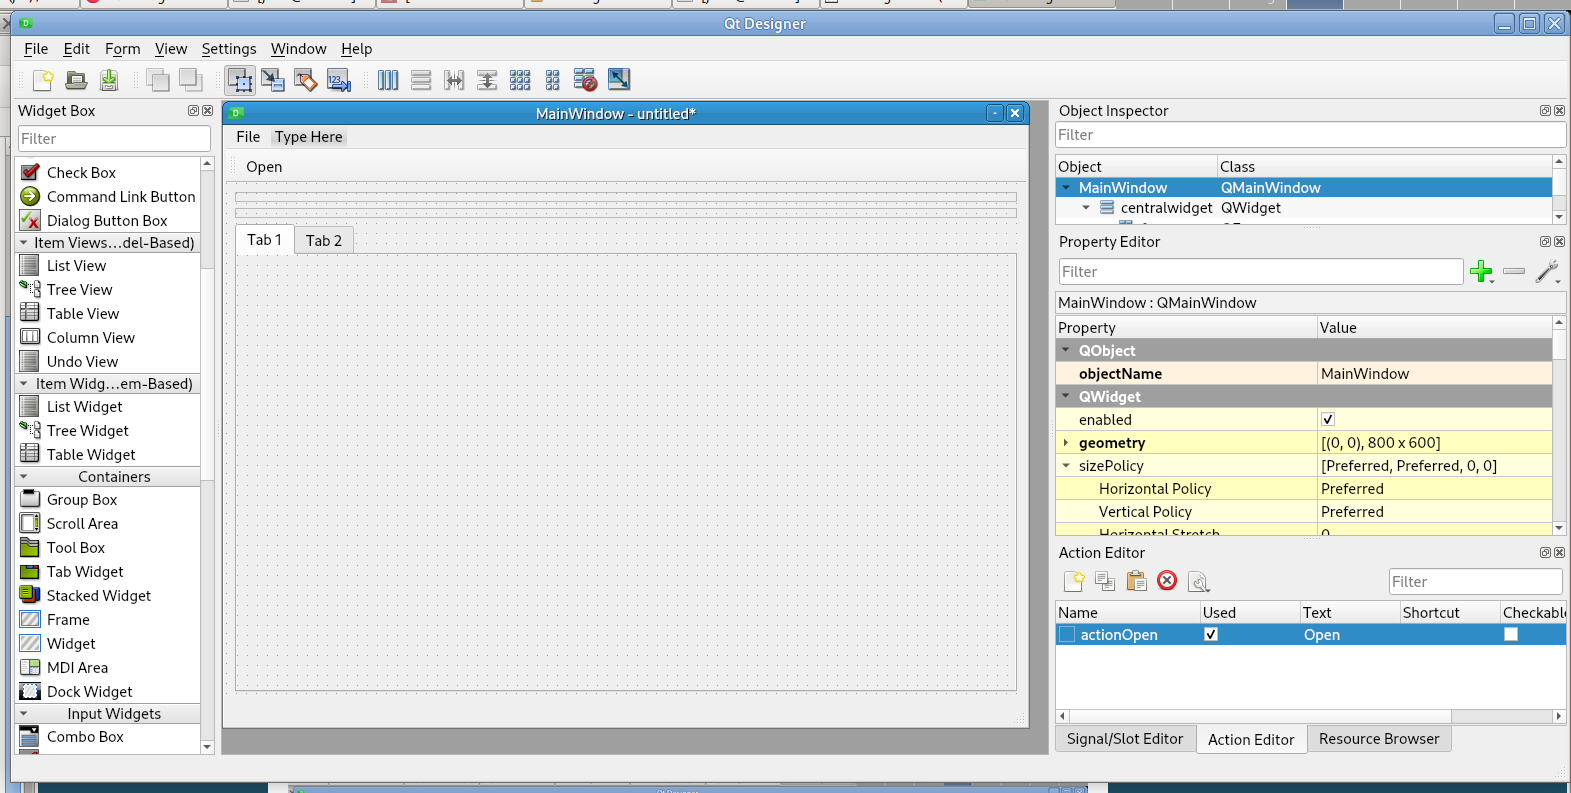 Qt Designer
File Edit Form View Settings Window Help
Widget Box
Filter
Check Box
Command Link Button
Dialog Button Box
Item Views...del-Based)
List View
Tree View
Table View
Column View
Undo View
Item Widg...em-Based)
List Widget
Tree Widget
Table Widget
Containers
Group Box
Scroll Area
Tool Box
Tab Widget
Stacked Widget
Frame
Widget
MDI Area
Dock Widget
Input Widgets
Combo Box
MainWindow - untitled*
File Type Here
Open
Tab 1 Tab 2
Object Inspector
Filter
Object Class
MainWindow QMainWindow
centralwidget QWidget
Property Editor
Filter
MainWindow : QMainWindow
Property Value
QObject
objectName MainWindow
QWidget
enabled
geometry [(0, 0), 800 x 600]
sizePolicy [Preferred, Preferred, 0, 0]
Horizontal Policy Preferred
Vertical Policy Preferred
Horizontal Stretch 0
Action Editor
Filter
Name Used Text Shortcut Checkable
actionOpen Open
Signal/Slot Editor Action Editor Resource Browser
Qt Designer